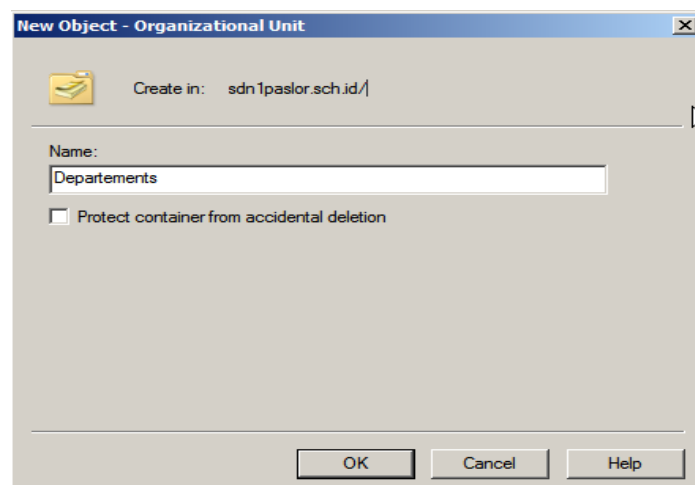 New Object - Organizational Unit
Create in: sdn1paslor.sch.id/
Name:
Departements
Protect container from accidental deletion
OK Cancel Help